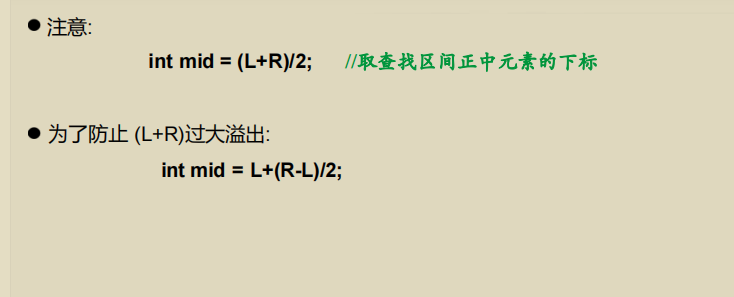 ● 注意:
int mid = (L+R)/2; //取查找区间正中元素的下标
● 为了防止 (L+R)过大溢出:
int mid = L+(R-L)/2;